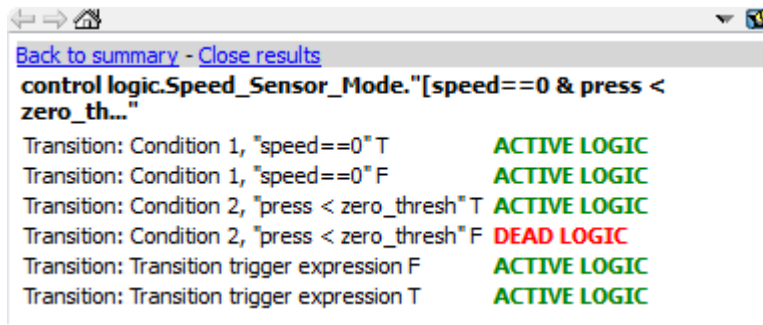 Back to summary - Close results
control logic.Speed_Sensor_Mode."[speed==0 & press <
zero_th..."
Transition: Condition 1, "speed==0" T ACTIVE LOGIC
Transition: Condition 1, "speed==0" F ACTIVE LOGIC
Transition: Condition 2, "press < zero_thresh" T ACTIVE LOGIC
Transition: Condition 2, "press < zero_thresh" F DEAD LOGIC
Transition: Transition trigger expression F ACTIVE LOGIC
Transition: Transition trigger expression T ACTIVE LOGIC